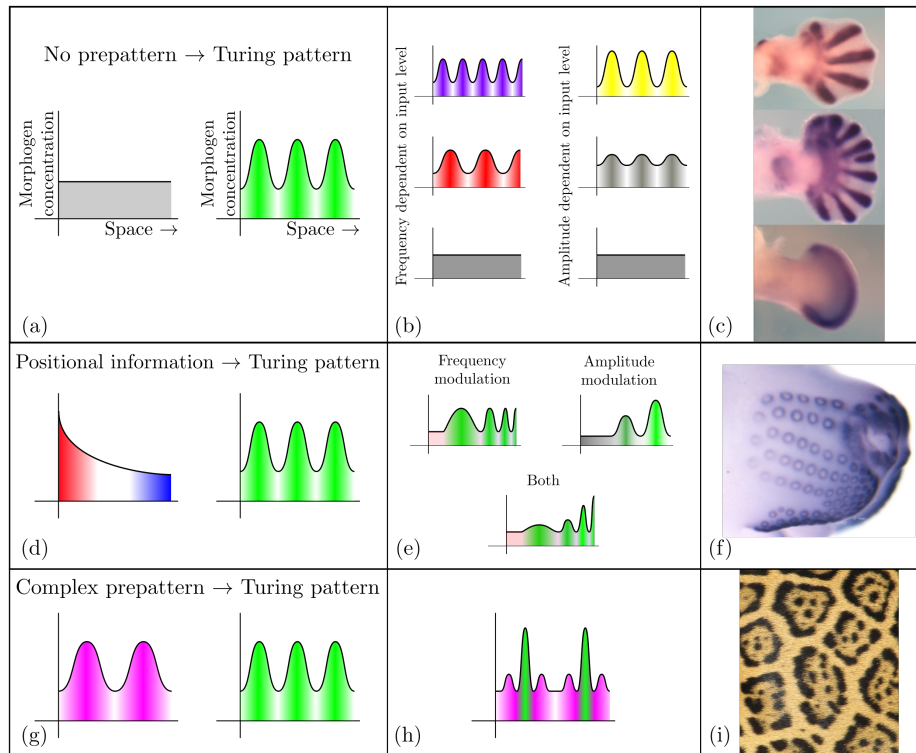 No prepattern → Turing pattern
Morphogen
concentration
Space →
Morphogen
concentration
Space →
(a)
Frequency dependent on input level
Amplitude dependent on input level
(b)
(c)
Positional information → Turing pattern
(d)
Frequency
modulation
Amplitude
modulation
Both
(e)
(f)
Complex prepattern → Turing pattern
(g)
(h)
(i)